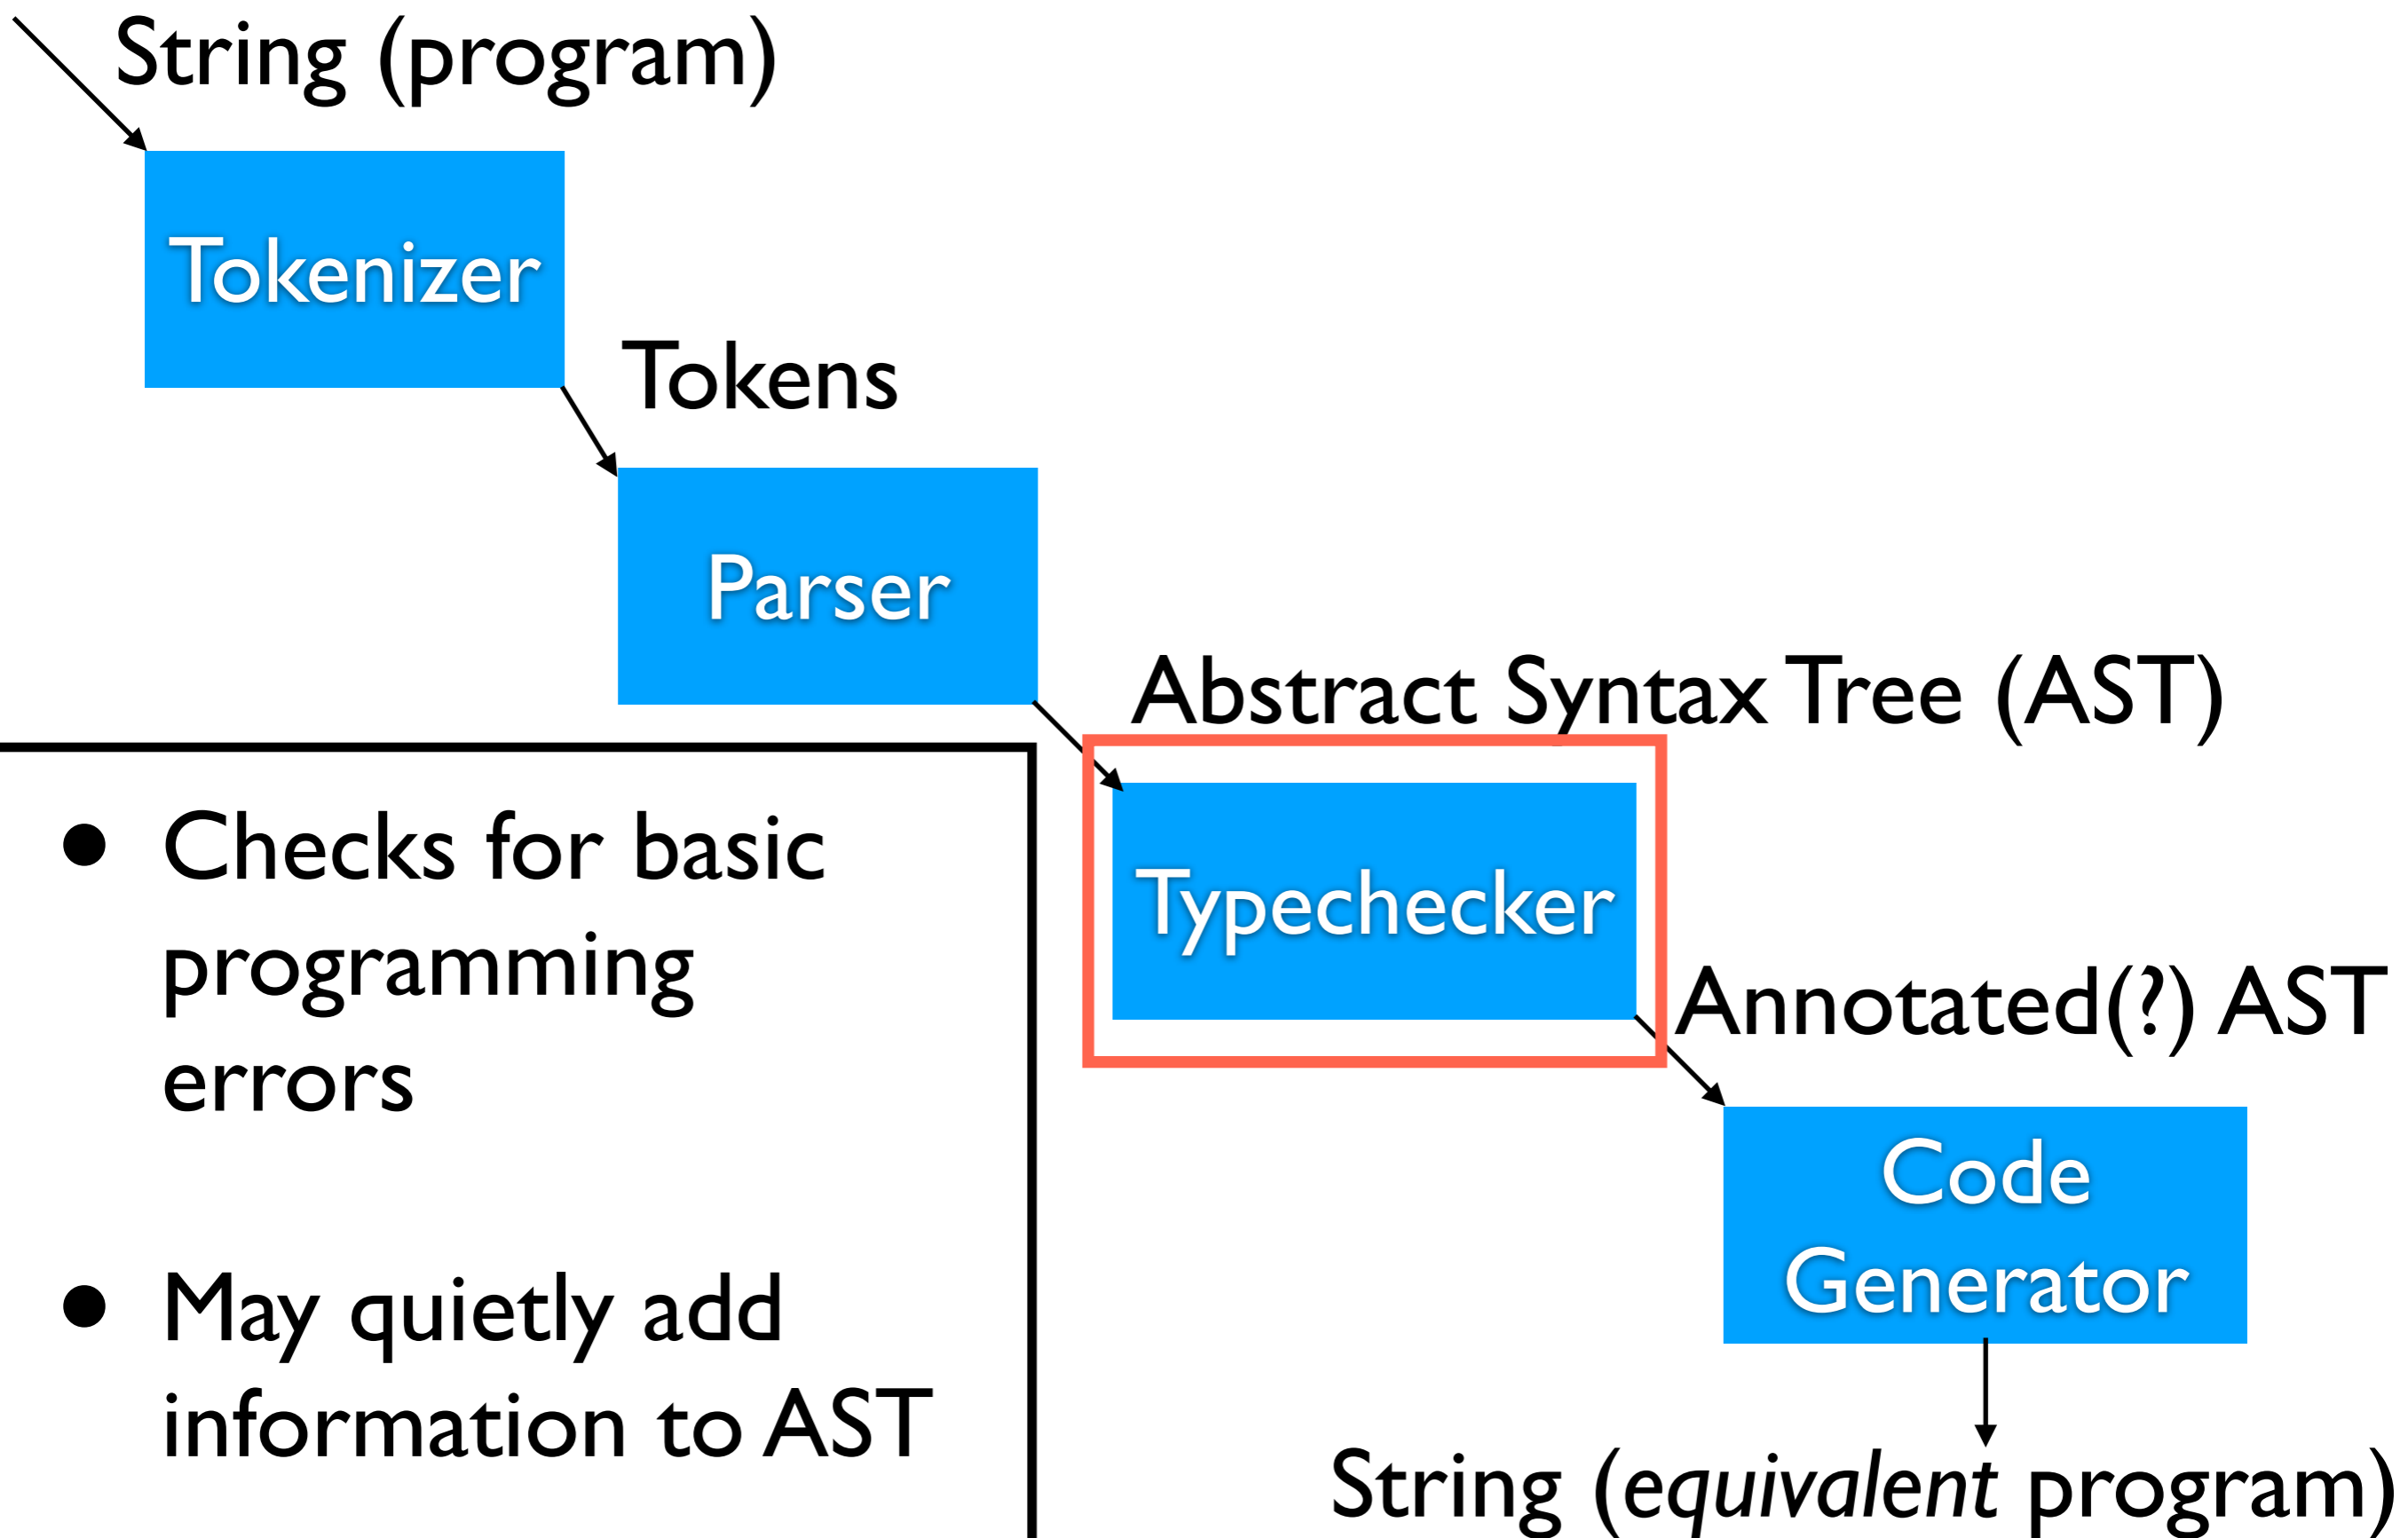 String (program)
Tokenizer
Tokens
Parser
Abstract Syntax Tree (AST)
Typechecker
Annotated(?) AST
Code
Generator
String (equivalent program)
● Checks for basic
programming
errors
● May quietly add
information to AST